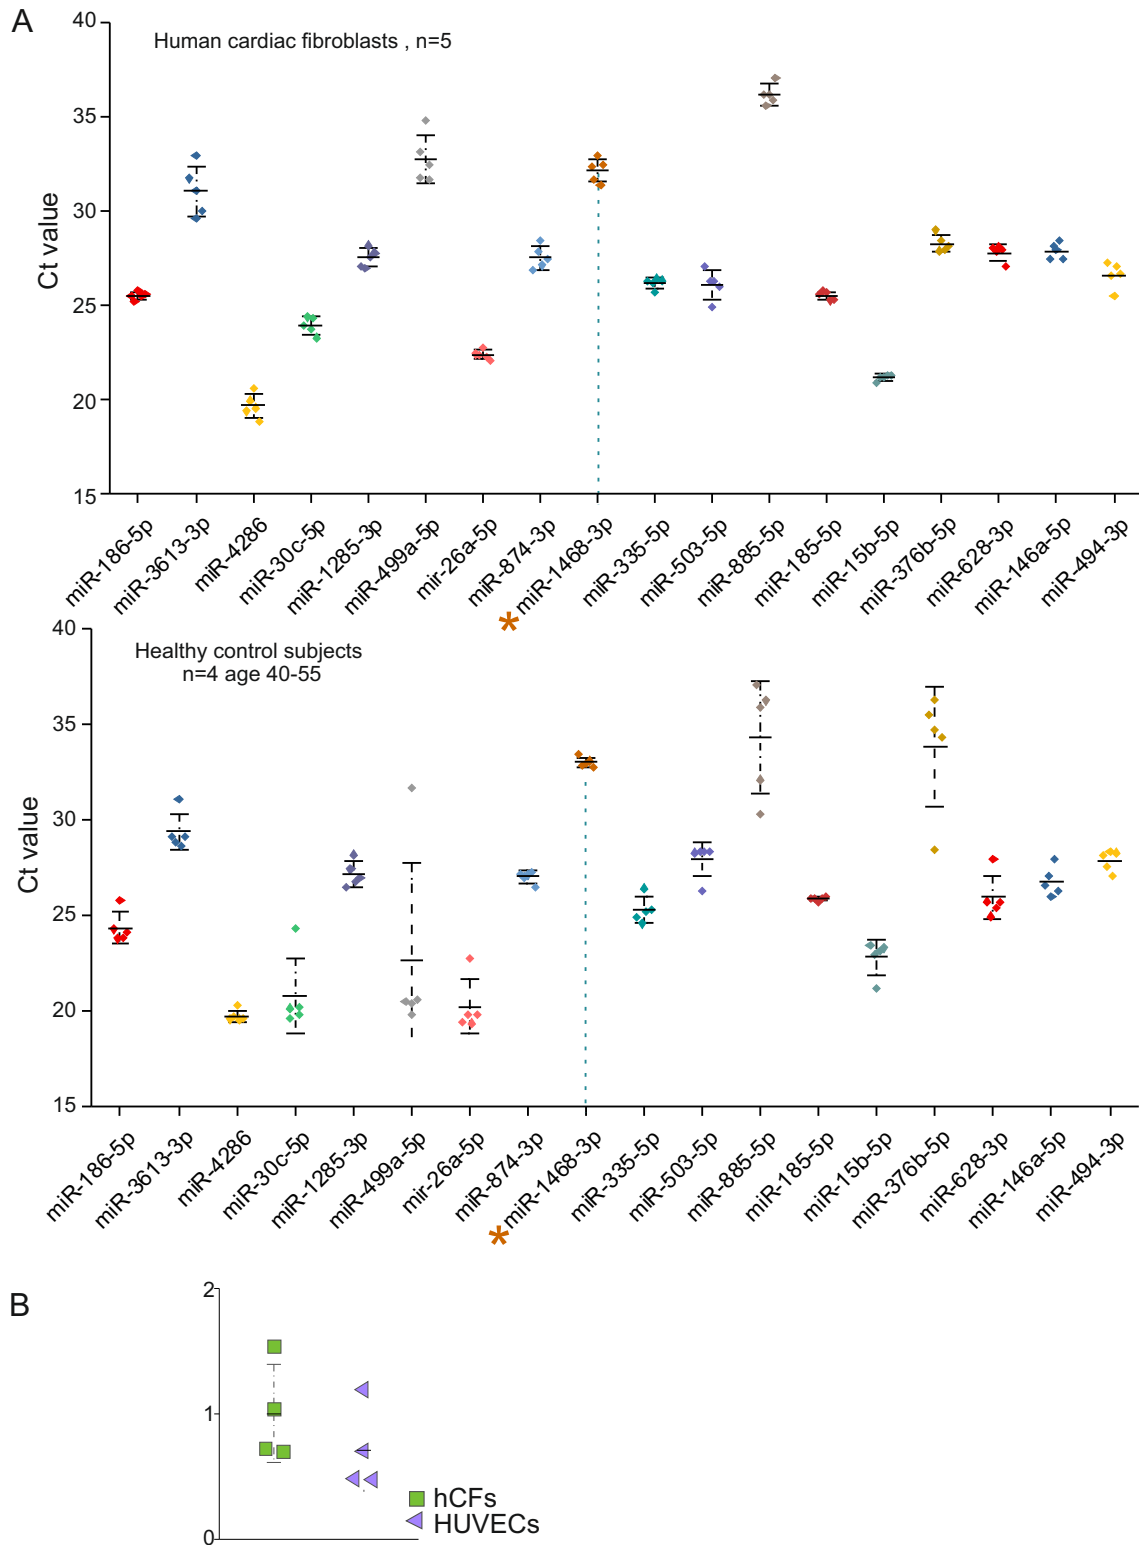 A
Human cardiac fibroblasts , n=5
Ct value
40
35
30
25
20
15
miR-186-5p
miR-3613-3p
miR-4286
miR-30c-5p
miR-1285-3p
miR-499a-5p
mir-26a-5p
miR-874-3p
miR-1468-3p
miR-335-5p
miR-503-5p
miR-885-5p
miR-185-5p
miR-15b-5p
miR-376b-5p
miR-628-3p
miR-146a-5p
miR-494-3p
*
Healthy control subjects
n=4 age 40-55
Ct value
40
35
30
25
20
15
miR-186-5p
miR-3613-3p
miR-4286
miR-30c-5p
miR-1285-3p
miR-499a-5p
mir-26a-5p
miR-874-3p
miR-1468-3p
miR-335-5p
miR-503-5p
miR-885-5p
miR-185-5p
miR-15b-5p
miR-376b-5p
miR-628-3p
miR-146a-5p
miR-494-3p
*
B
2
1
0
hCFs
HUVECs